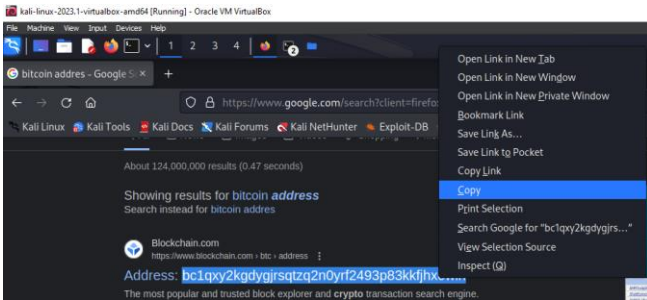 kali-linux-2023.1-virtualbox-amd64 [Running] - Oracle VM VirtualBox
File Machine View Input Devices Help
1 2 3 4 2
bitcoin addres - Google S
https://www.google.com/search?client=firefo
Kali Linux Kali Tools Kali Docs Kali Forums Kali NetHunter Exploit-DB
About 124,000,000 results (0.47 seconds)
Showing results for bitcoin address
Search instead for bitcoin addres
Blockchain.com
https://www.blockchain.com › btc › address
Address: bc1qxy2kgdygjrsqtzq2n0yrf2493p83kkfjhx
The most popular and trusted block explorer and crypto transaction search engine.
Open Link in New Tab
Open Link in New Window
Open Link in New Private Window
Bookmark Link
Save Link As...
Save Link to Pocket
Copy Link
Copy
Print Selection
Search Google for "bc1qxy2kgdygjrs..."
View Selection Source
Inspect (Q)